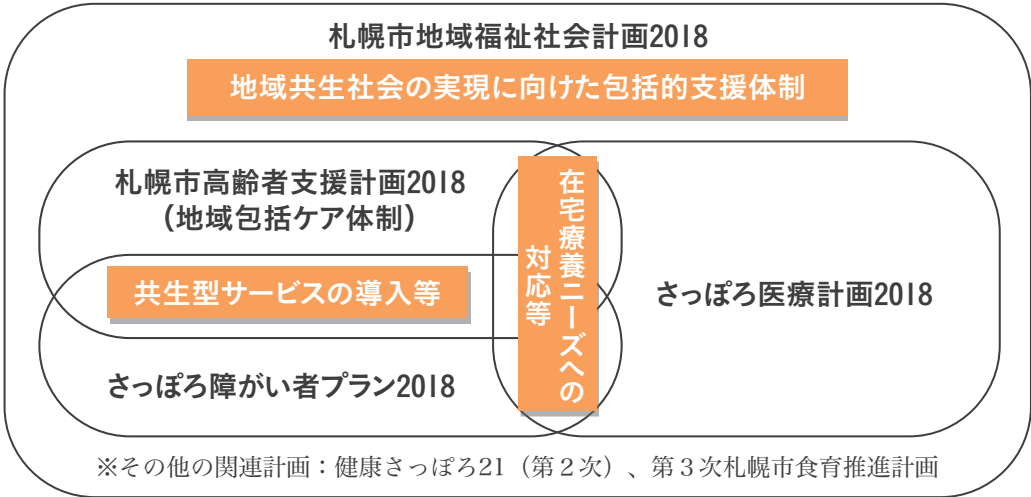 札幌市地域福祉社会計画2018
地域共生社会の実現に向けた包括的支援体制
札幌市高齢者支援計画2018
（地域包括ケア体制）
共生型サービスの導入等
さっぽろ障がい者プラン2018
在宅療養ニーズへの
対応等
さっぽろ医療計画2018
※その他の関連計画：健康さっぽろ21（第２次）、第３次札幌市食育推進計画